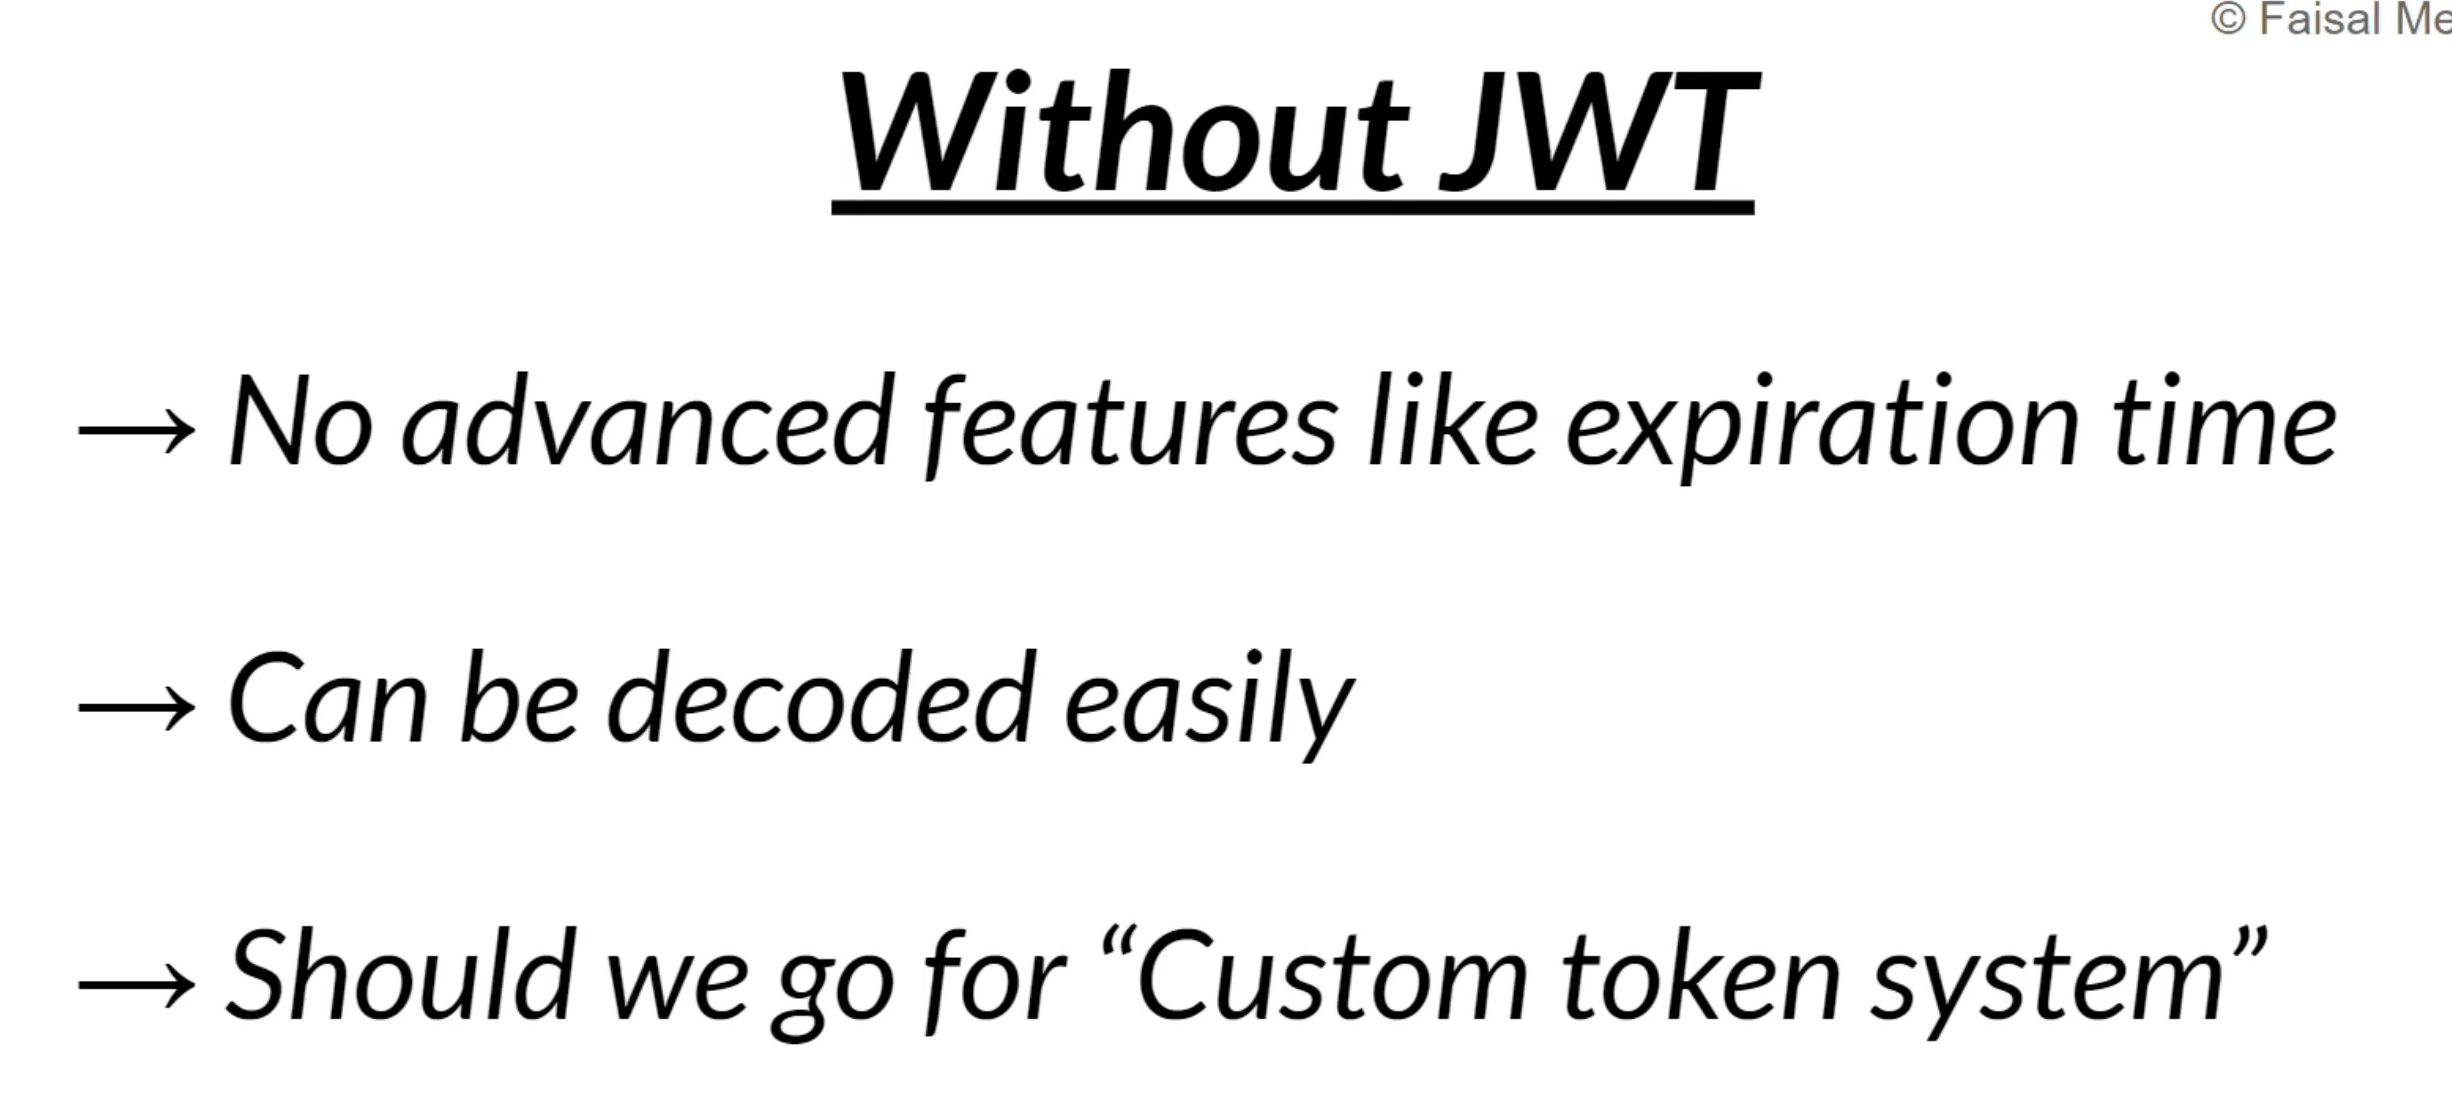 © Faisal Me
Without JWT
→ No advanced features like expiration time
→ Can be decoded easily
→ Should we go for “Custom token system”